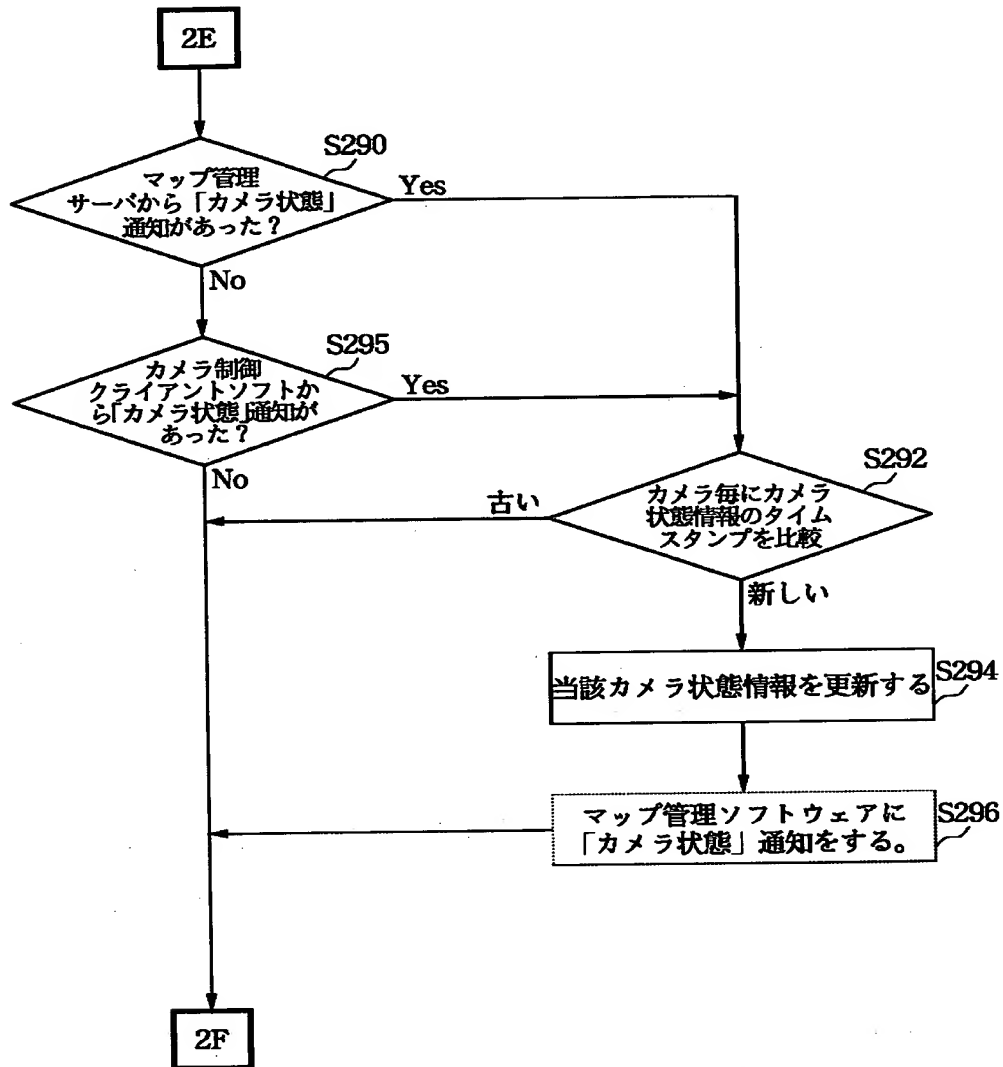 2E
S290
マップ管理
サーバから「カメラ状態」
通知があった？
Yes
No
S295
カメラ制御
クライアントソフトか
ら「カメラ状態」通知が
あった？
Yes
No
S292
カメラ毎にカメラ
状態情報のタイム
スタンプを比較
古い
新しい
当該カメラ状態情報を更新する
S294
マップ管理ソフトウェアに
「カメラ状態」通知をする。
S296
2F